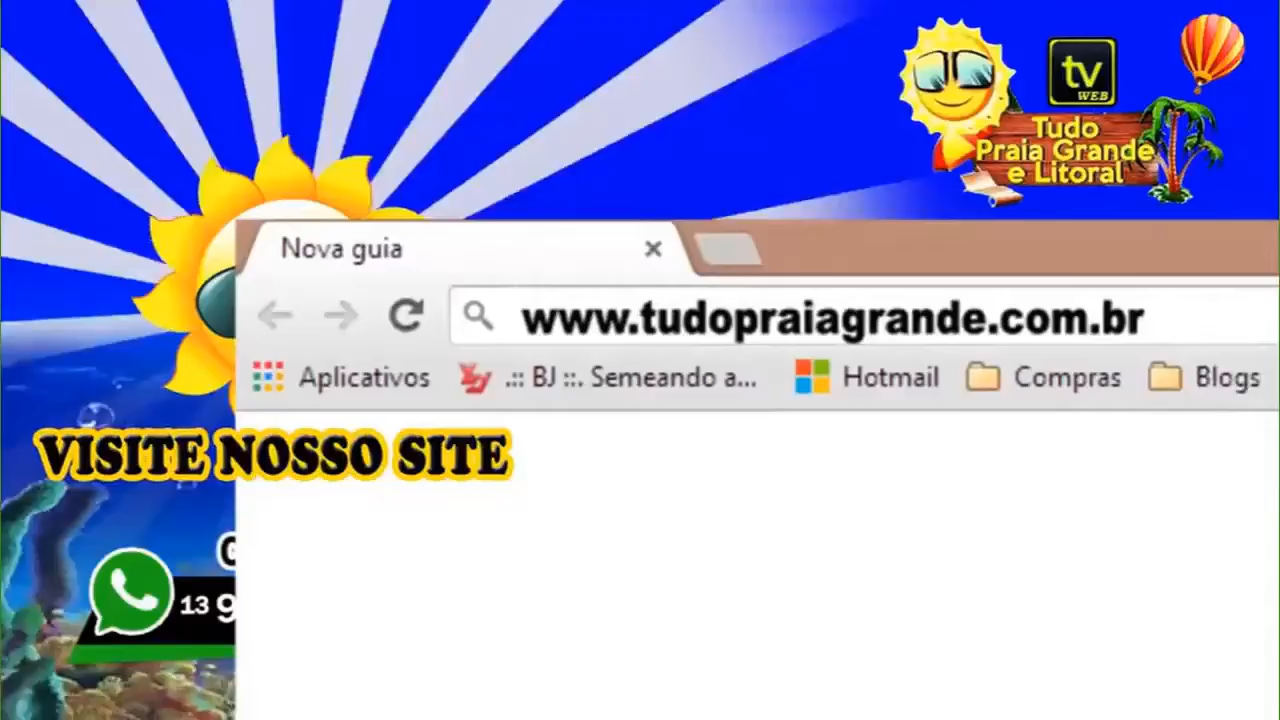 tv
WEB
Tudo
Praia Grande
e Litoral
Nova guia
www.tudopraiagrande.com.br
Aplicativos
.:: BJ ::. Semeando a...
Hotmail
Compras
Blogs
VISITE NOSSO SITE
13 9